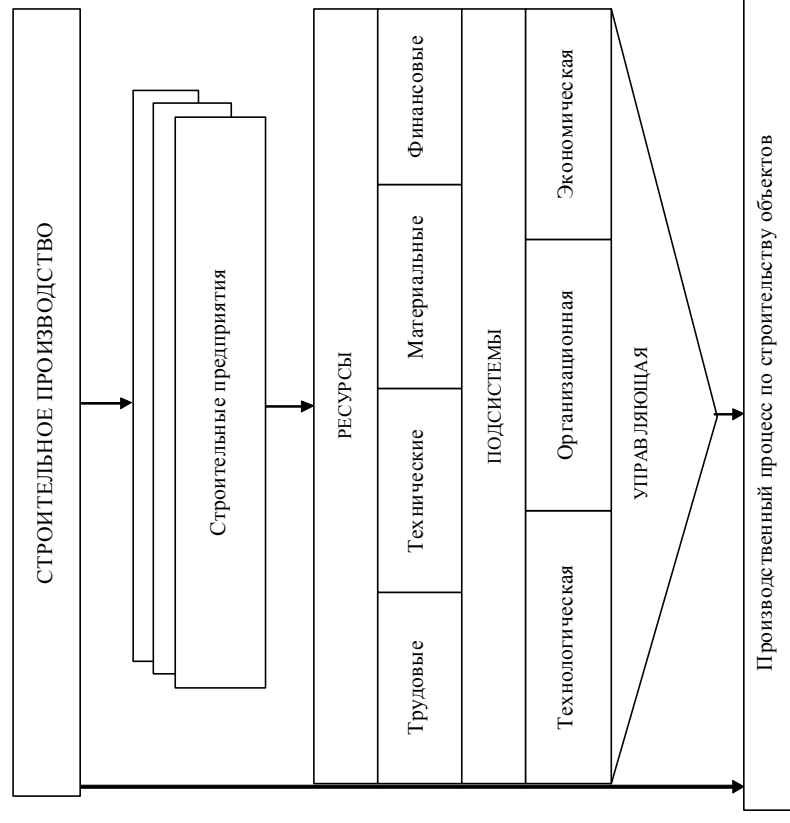 СТРОИТЕЛЬНОЕ ПРОИЗВОДСТВО
Строительные предприятия
РЕСУРСЫ
Трудовые
Технические
Материальные
Финансовые
ПОДСИСТЕМЫ
Технологическая
Организационная
Экономическая
УПРАВЛЯЮЩАЯ
Производственный процесс по строительству объектов